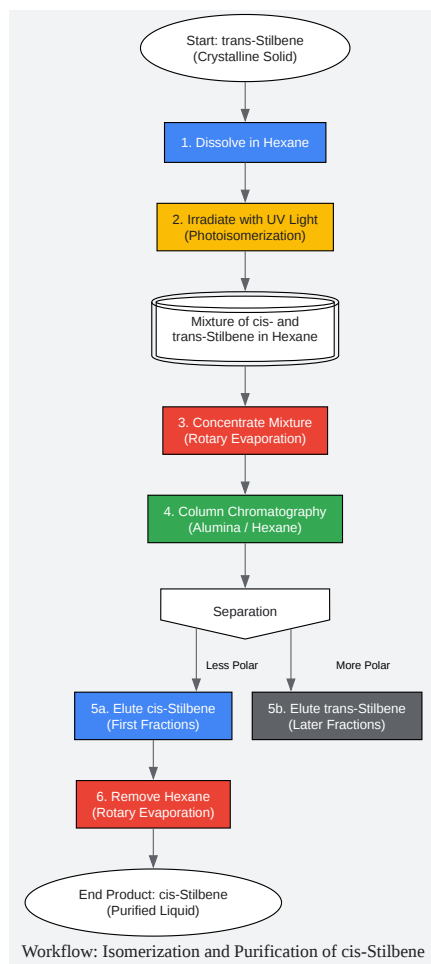 Start: trans-Stilbene
(Crystalline Solid)
1. Dissolve in Hexane
2. Irradiate with UV Light
(Photoisomerization)
Mixture of cis- and
trans-Stilbene in Hexane
3. Concentrate Mixture
(Rotary Evaporation)
4. Column Chromatography
(Alumina / Hexane)
Separation
Less Polar
More Polar
5a. Elute cis-Stilbene
(First Fractions)
5b. Elute trans-Stilbene
(Later Fractions)
6. Remove Hexane
(Rotary Evaporation)
End Product: cis-Stilbene
(Purified Liquid)
Workflow: Isomerization and Purification of cis-Stilbene